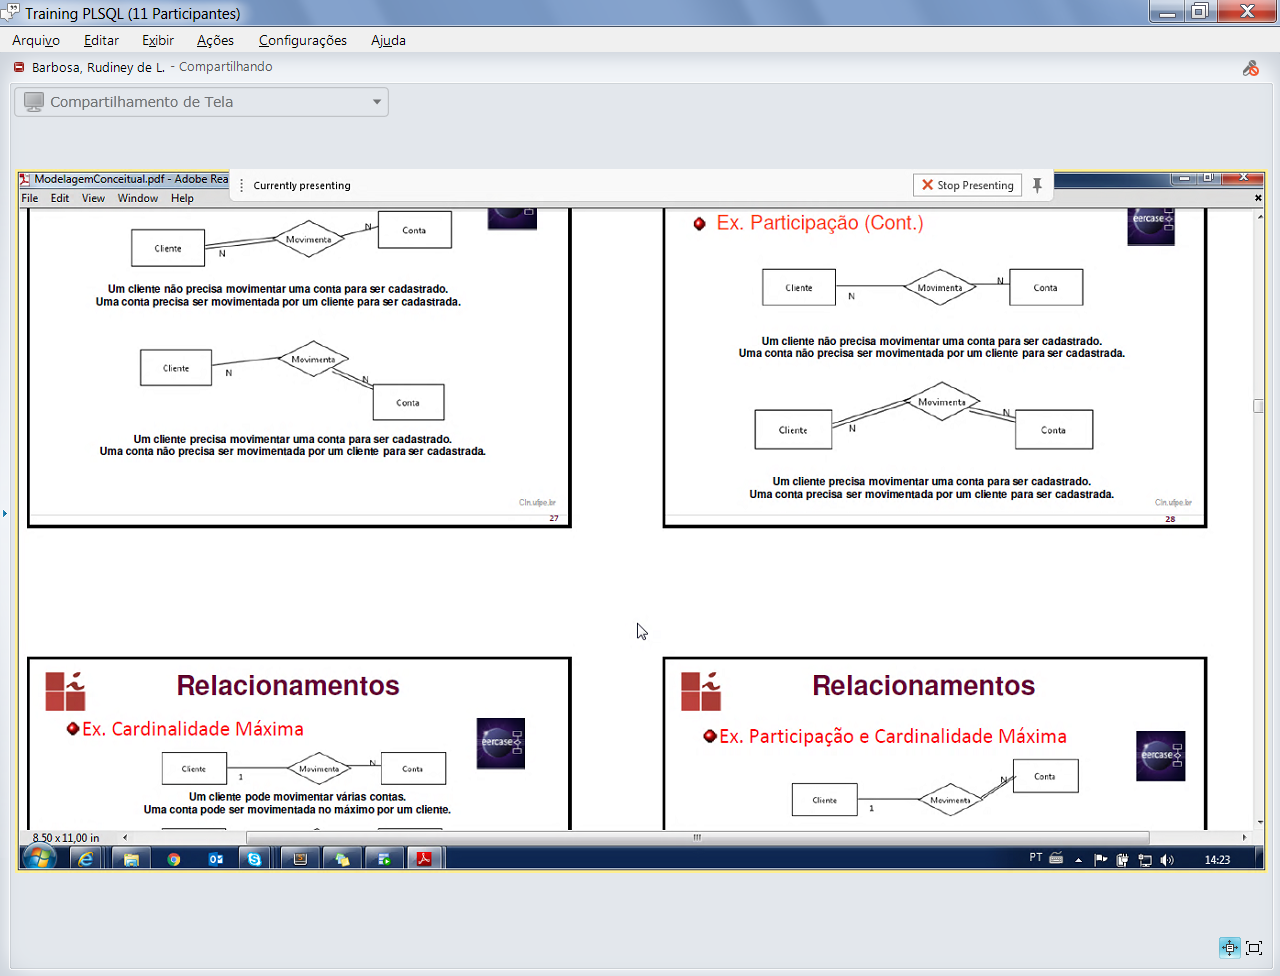 Training PLSQL (11 Participantes)
Arquivo Editar Exibir Ações Configurações Ajuda
Barbosa, Rudiney de L. - Compartilhando
Compartilhamento de Tela
ModelagemConceitual.pdf - Adobe Rea
Currently presenting
Stop Presenting
File Edit View Window Help
Cliente N Movimenta N Conta
Um cliente não precisa movimentar uma conta para ser cadastrado.
Uma conta precisa ser movimentada por um cliente para ser cadastrada.
Cliente N Movimenta N Conta
Um cliente precisa movimentar uma conta para ser cadastrado.
Uma conta não precisa ser movimentada por um cliente para ser cadastrada.
CIn.ufpe.br
27
Ex. Participação (Cont.)
eercase
Cliente N Movimenta N Conta
Um cliente não precisa movimentar uma conta para ser cadastrado.
Uma conta não precisa ser movimentada por um cliente para ser cadastrada.
Cliente N Movimenta N Conta
Um cliente precisa movimentar uma conta para ser cadastrado.
Uma conta precisa ser movimentada por um cliente para ser cadastrada.
CIn.ufpe.br
28
Relacionamentos
Ex. Cardinalidade Máxima
eercase
Cliente 1 Movimenta N Conta
Um cliente pode movimentar várias contas.
Uma conta pode ser movimentada no máximo por um cliente.
Relacionamentos
Ex. Participação e Cardinalidade Máxima
eercase
Cliente 1 Movimenta N Conta
8,50 x 11,00 in
PT
14:23